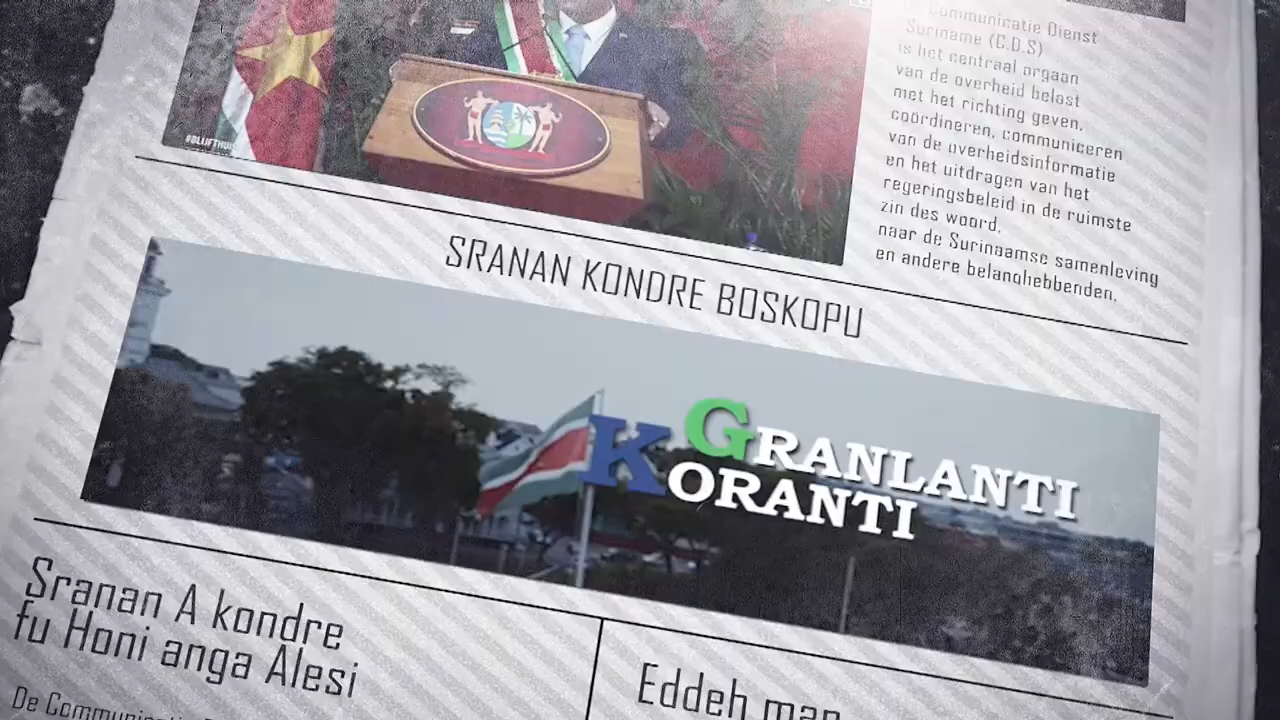 #BLIJFTHUIS
Communicatie Dienst
Suriname (C.D.S)
is het centraal orgaan
van de overheid belast
met het richting geven,
coördineren, communiceren
van de overheidsinformatie
en het uitdragen van het
regeringsbeleid in de ruimste
zin des woord,
naar de Surinaamse samenleving
en andere belanghebbenden.
SRANAN KONDRE BOSKOPU
GRANLANTI
KORANTI
Sranan A kondre
fu Honi anga Alesi
De
Eddeh man